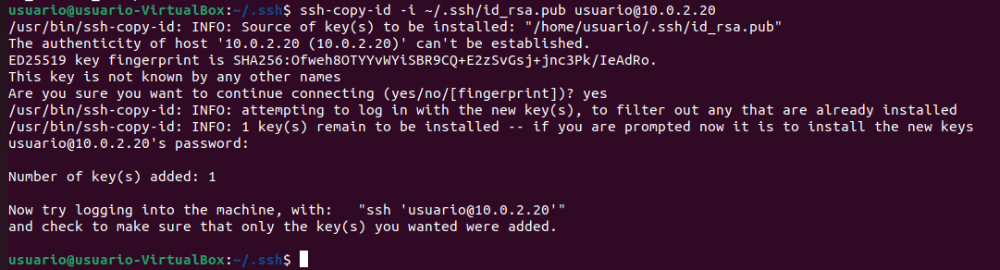 usuario@usuario-VirtualBox:~/.ssh$ ssh-copy-id -i ~/.ssh/id_rsa.pub usuario@10.0.2.20
/usr/bin/ssh-copy-id: INFO: Source of key(s) to be installed: "/home/usuario/.ssh/id_rsa.pub"
The authenticity of host '10.0.2.20 (10.0.2.20)' can't be established.
ED25519 key fingerprint is SHA256:Ofweh8OTYYvWYiSBR9CQ+E2zSvGsj+jnc3Pk/IeAdRo.
This key is not known by any other names
Are you sure you want to continue connecting (yes/no/[fingerprint])? yes
/usr/bin/ssh-copy-id: INFO: attempting to log in with the new key(s), to filter out any that are already installed
/usr/bin/ssh-copy-id: INFO: 1 key(s) remain to be installed -- if you are prompted now it is to install the new keys
usuario@10.0.2.20's password:
Number of key(s) added: 1
Now try logging into the machine, with:   "ssh 'usuario@10.0.2.20'"
and check to make sure that only the key(s) you wanted were added.
usuario@usuario-VirtualBox:~/.ssh$